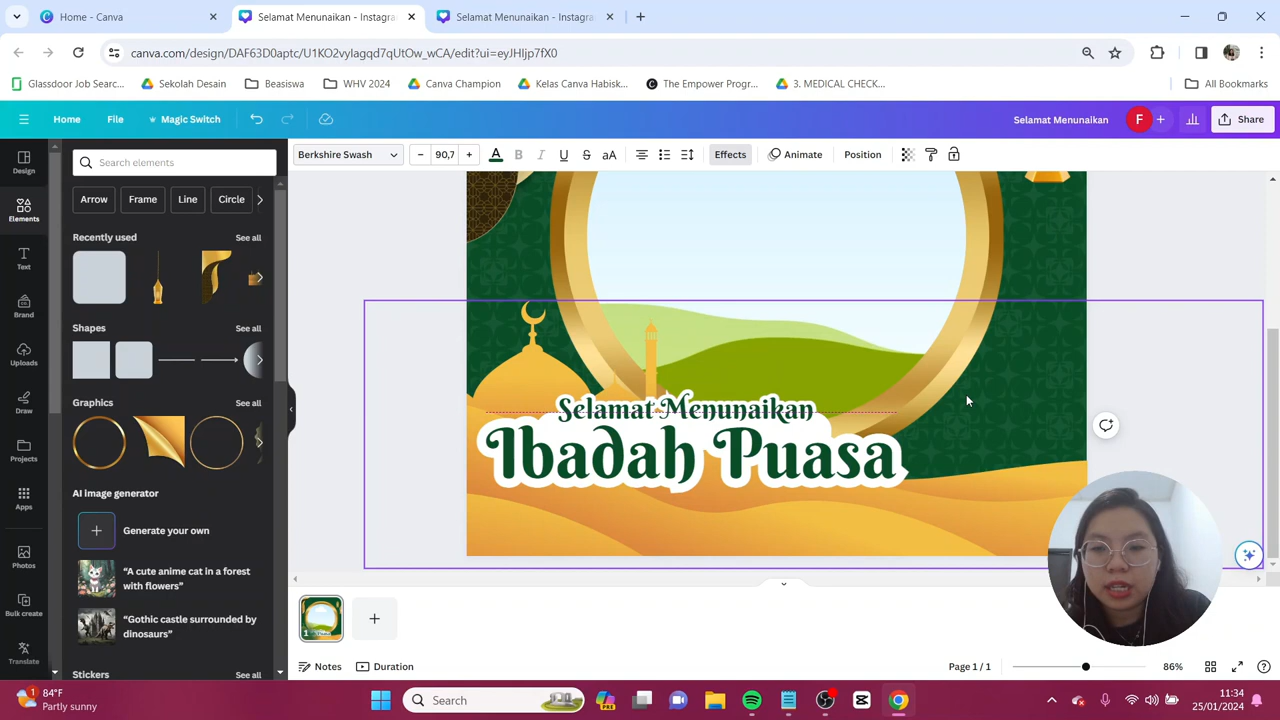 Home - Canva
Selamat Menunaikan - Instagra
Selamat Menunaikan - Instagra
canva.com/design/DAF63D0aptc/U1KO2vyIagqd7qUtOw_wCA/edit?ui=eyJHIjp7fX0
Glassdoor Job Searc...
Sekolah Desain
Beasiswa
WHV 2024
Canva Champion
Kelas Canva Habisk...
The Empower Progr...
3. MEDICAL CHECK...
All Bookmarks
Home
File
Magic Switch
Selamat Menunaikan
F
Share
Design
Elements
Text
Brand
Uploads
Draw
Projects
Apps
Photos
Bulk create
Translate
Search elements
Arrow
Frame
Line
Circle
Recently used
See all
Shapes
See all
Graphics
See all
AI image generator
Generate your own
"A cute anime cat in a forest
with flowers"
"Gothic castle surrounded by
dinosaurs"
Stickers
See all
Berkshire Swash
90,7
A
B
I
U
S
aA
Effects
Animate
Position
Selamat Menunaikan
Ibadah Puasa
1
Notes
Duration
Page 1 / 1
86%
1
84°F
Partly sunny
Search
PRE
11:34
25/01/2024